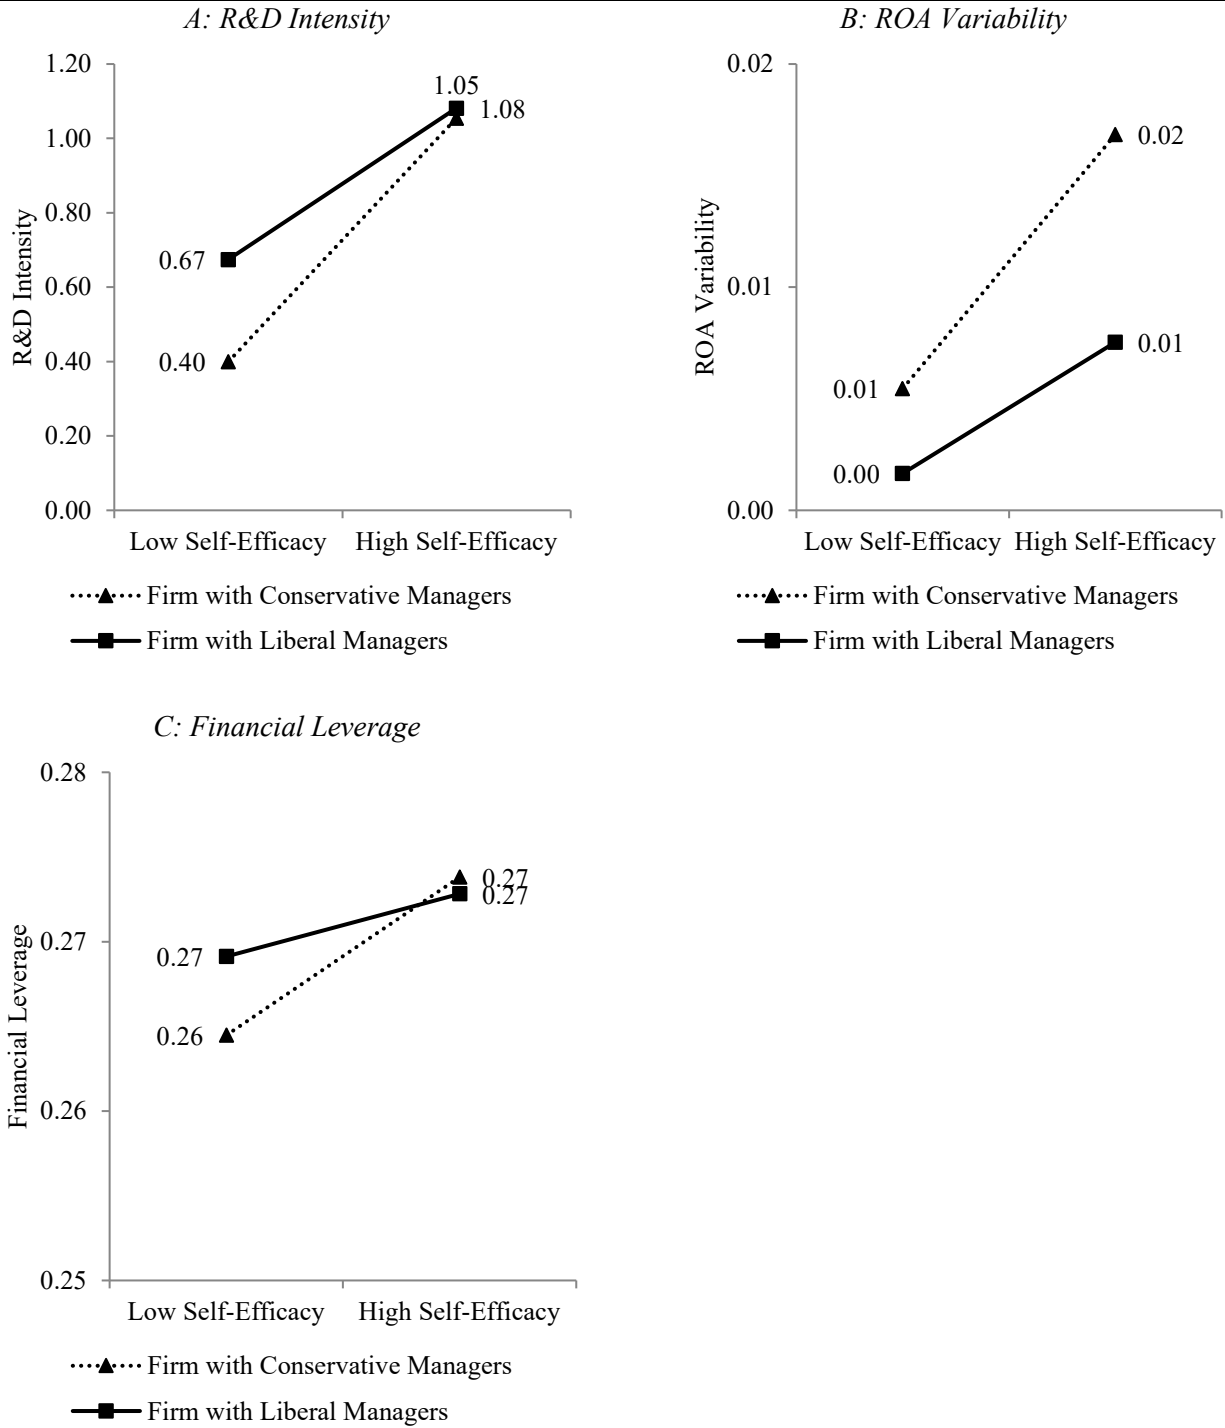 A: R&D Intensity
1.20
1.00
0.80
0.60
0.40
0.20
0.00
R&D Intensity
0.67
0.40
1.05
1.08
Low Self-Efficacy High Self-Efficacy
Firm with Conservative Managers
Firm with Liberal Managers
B: ROA Variability
0.02
0.01
0.00
ROA Variability
0.01
0.00
0.02
0.01
Low Self-Efficacy High Self-Efficacy
Firm with Conservative Managers
Firm with Liberal Managers
C: Financial Leverage
0.28
0.27
0.26
0.25
Financial Leverage
0.27
0.26
0.27
0.27
Low Self-Efficacy High Self-Efficacy
Firm with Conservative Managers
Firm with Liberal Managers